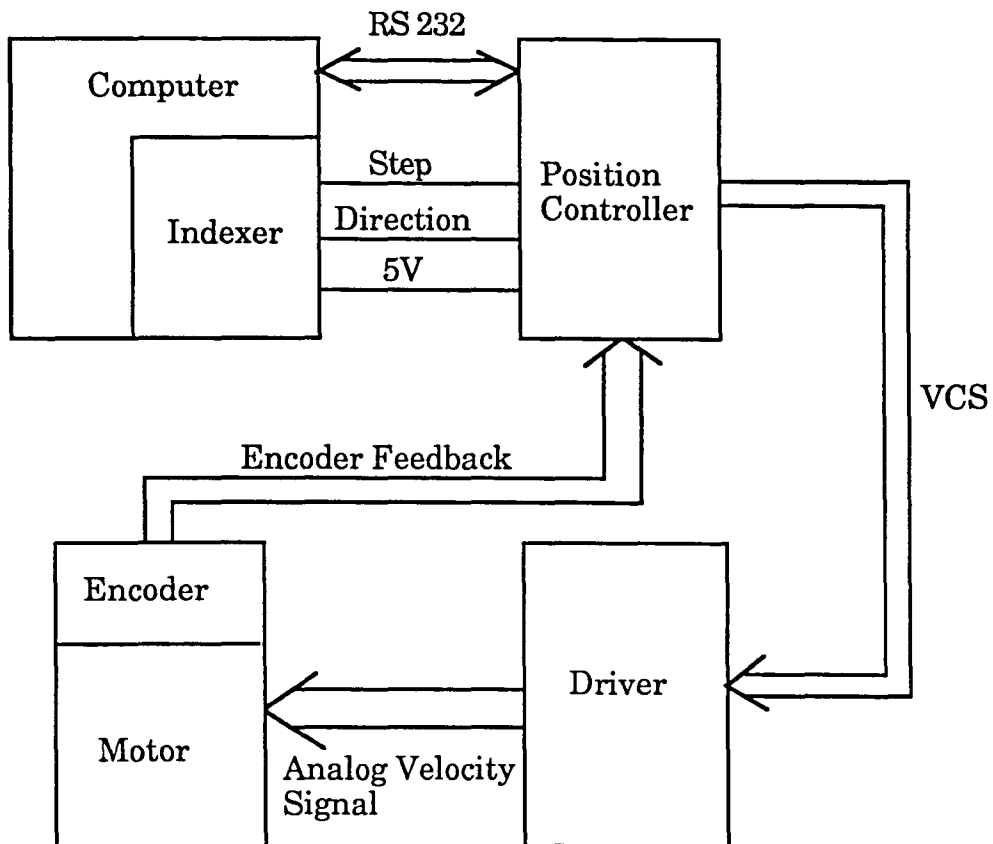 RS 232
Computer
Step
Position
Controller
Indexer
Direction
5V
VCS
Encoder Feedback
Encoder
Driver
Motor
Analog Velocity
Signal